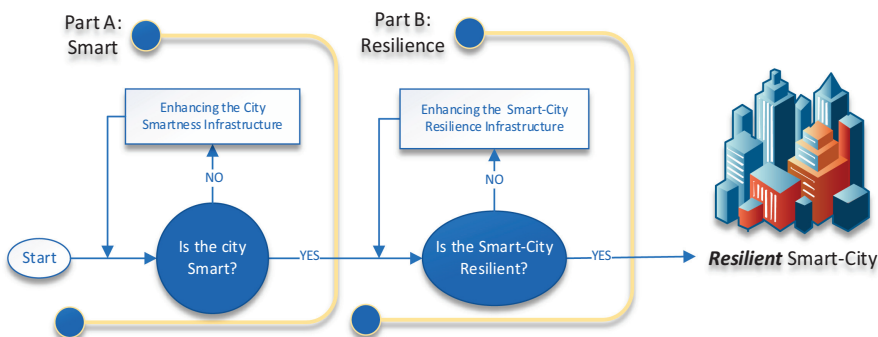 Part A:
Smart
Part B:
Resilience
Enhancing the City
Smartness Infrastructure
Enhancing the Smart-City
Resilience Infrastructure
NO
NO
Start
Is the city
Smart?
YES
Is the Smart-City
Resilient?
YES
Resilient Smart-City